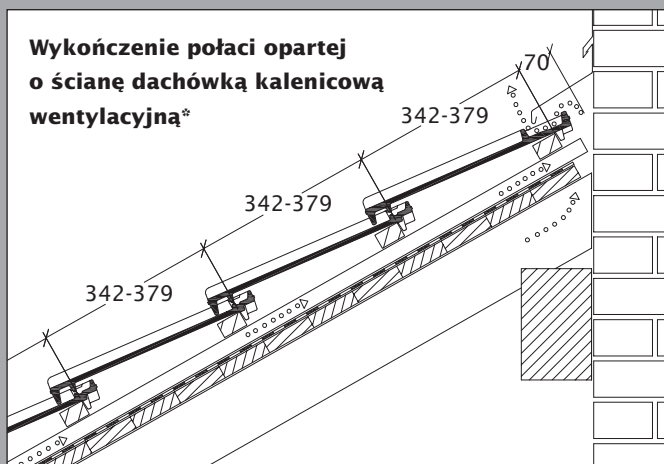 Wykończenie połaci opartej
o ścianę dachówką kalenicową
wentylacyjną*
70
342-379
342-379
342-379